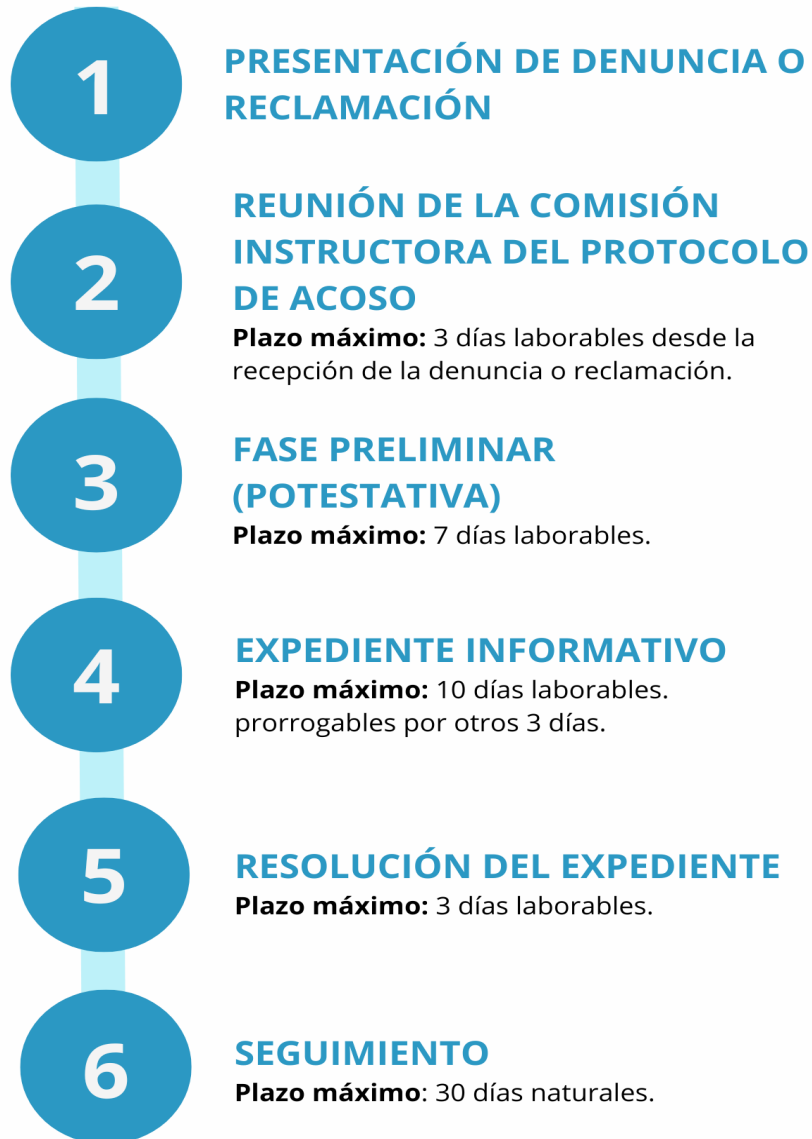 1
PRESENTACIÓN DE DENUNCIA O
RECLAMACIÓN
2
REUNIÓN DE LA COMISIÓN
INSTRUCTORA DEL PROTOCOLO
DE ACOSO
Plazo máximo: 3 días laborables desde la
recepción de la denuncia o reclamación.
3
FASE PRELIMINAR
(POTESTATIVA)
Plazo máximo: 7 días laborables.
4
EXPEDIENTE INFORMATIVO
Plazo máximo: 10 días laborables.
prorrogables por otros 3 días.
5
RESOLUCIÓN DEL EXPEDIENTE
Plazo máximo: 3 días laborables.
6
SEGUIMIENTO
Plazo máximo: 30 días naturales.